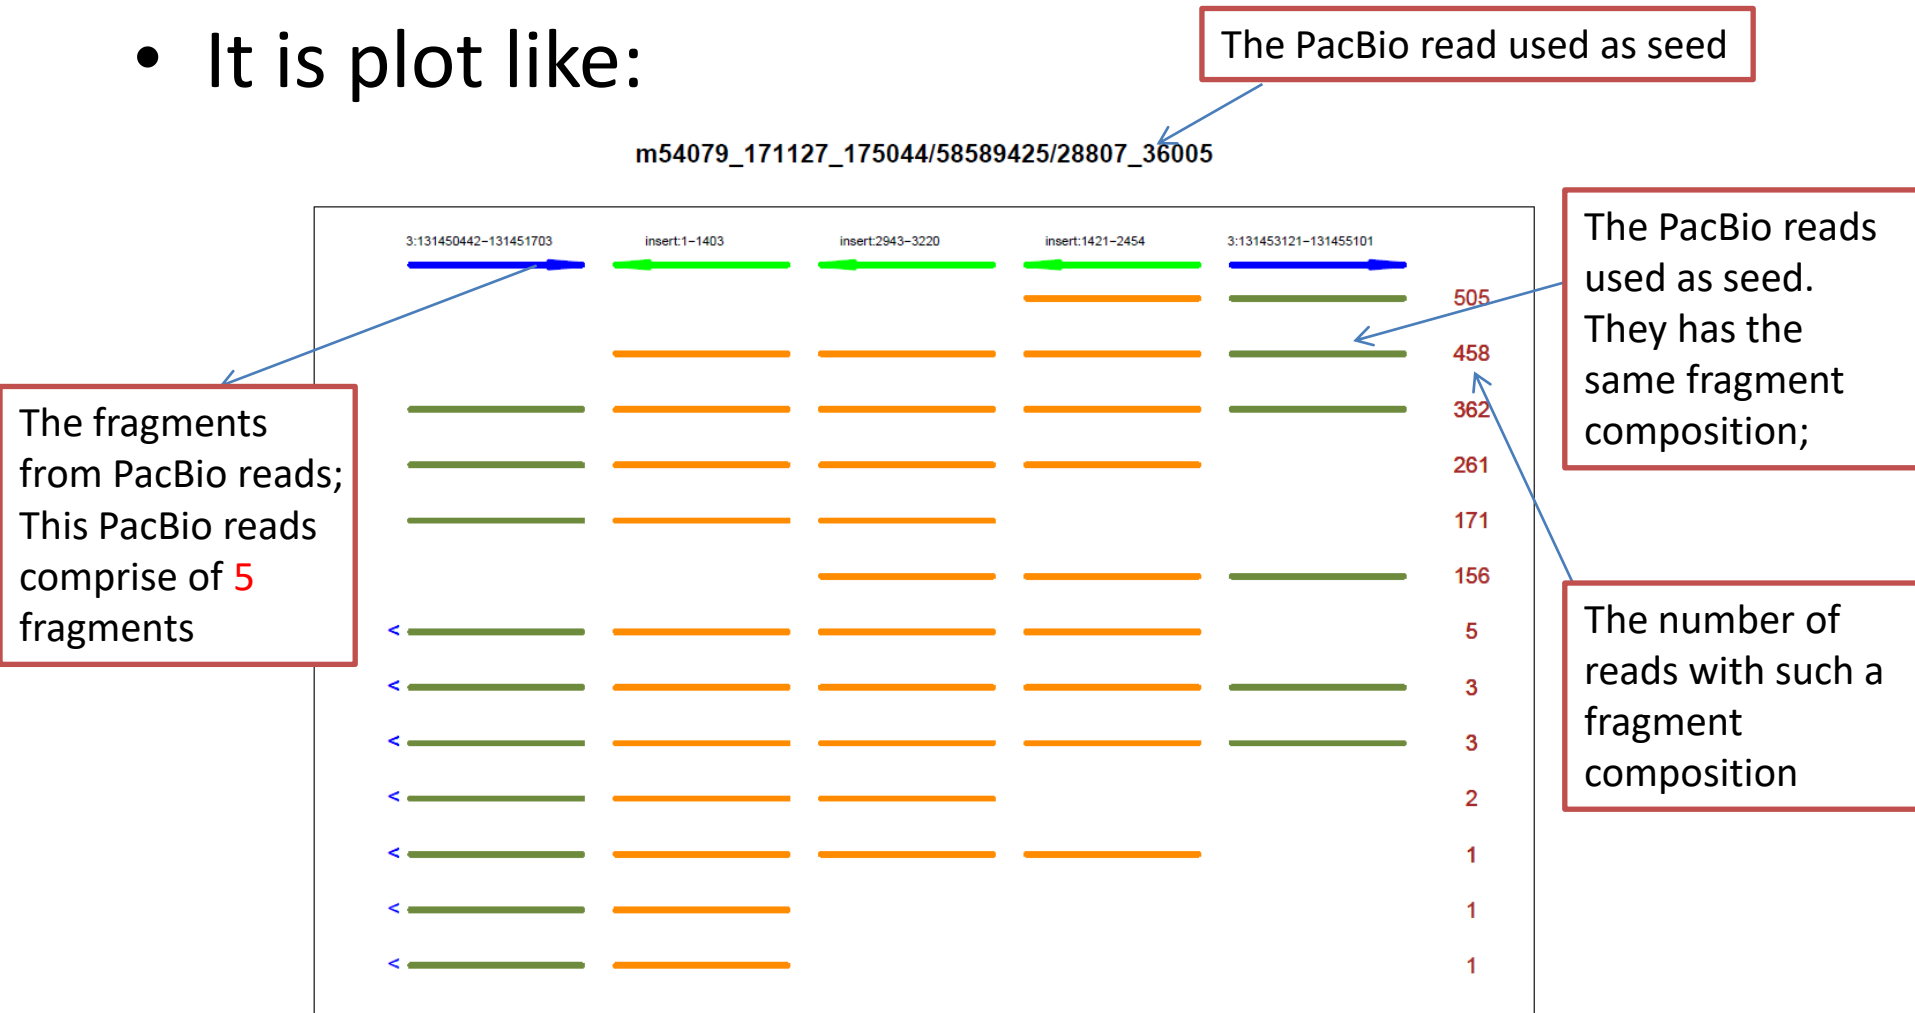 • It is plot like:
The PacBio read used as seed
m54079_171127_175044/58589425/28807_36005
3:131450442−131451703
insert:1−1403
insert:2943−3220
insert:1421−2454
3:131453121−131455101
505
458
362
261
171
156
< 5
< 3
< 3
< 2
< 1
< 1
< 1
The fragments
from PacBio reads;
This PacBio reads
comprise of 5
fragments
The PacBio reads
used as seed.
They has the
same fragment
composition;
The number of
reads with such a
fragment
composition